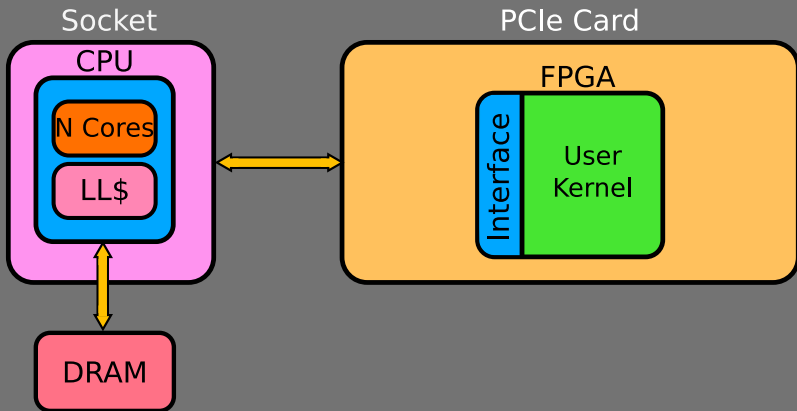 Socket
PCIe Card
CPU
FPGA
N Cores
LL$
Interface
User
Kernel
DRAM